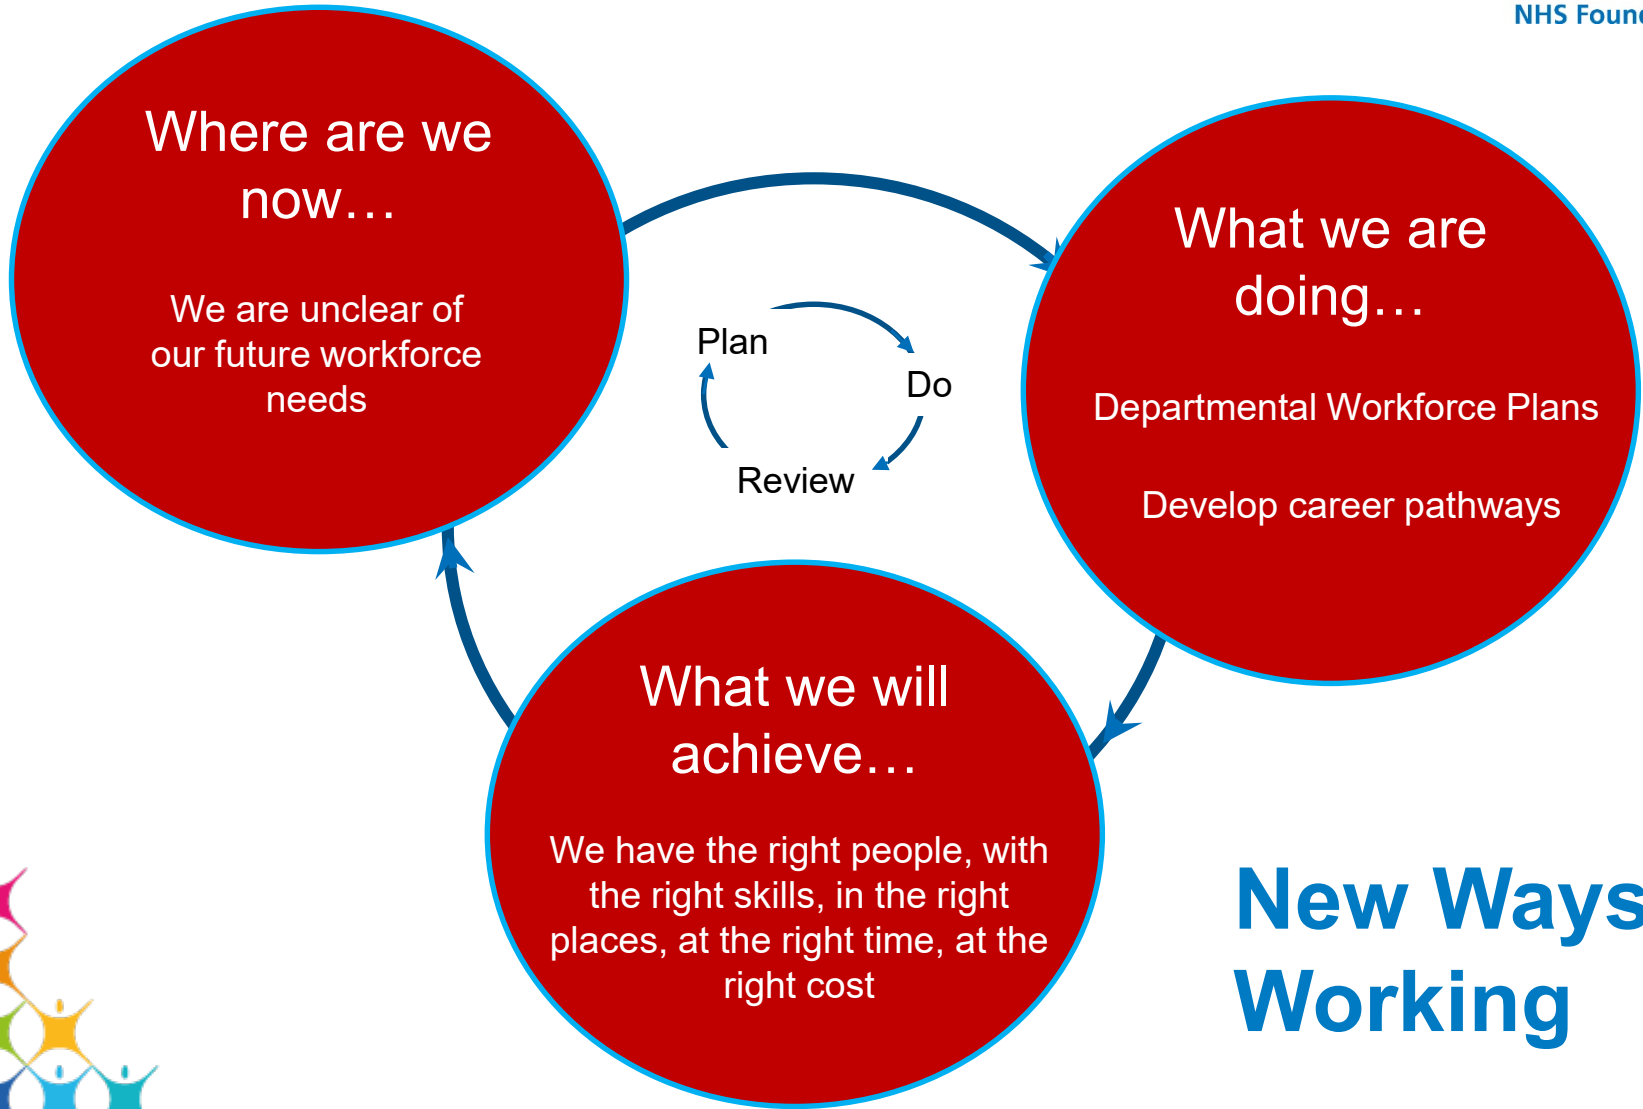 NHS Foun
Where are we
now…
We are unclear of
our future workforce
needs
What we are
doing…
Departmental Workforce Plans
Develop career pathways
Plan
Do
Review
What we will
achieve…
We have the right people, with
the right skills, in the right
places, at the right time, at the
right cost
New Ways
Working